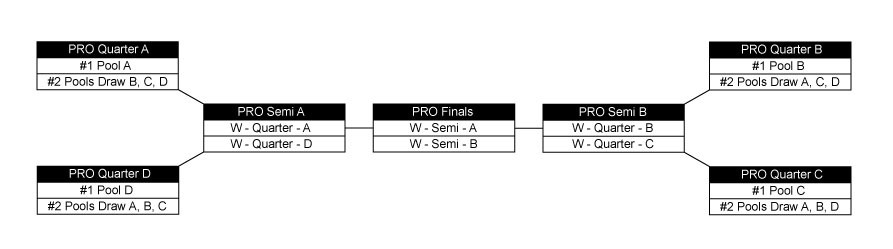 PRO Quarter A
#1 Pool A
#2 Pools Draw B, C, D
PRO Quarter B
#1 Pool B
#2 Pools Draw A, C, D
PRO Semi A
W - Quarter - A
W - Quarter - D
PRO Finals
W - Semi - A
W - Semi - B
PRO Semi B
W - Quarter - B
W - Quarter - C
PRO Quarter D
#1 Pool D
#2 Pools Draw A, B, C
PRO Quarter C
#1 Pool C
#2 Pools Draw A, B, D